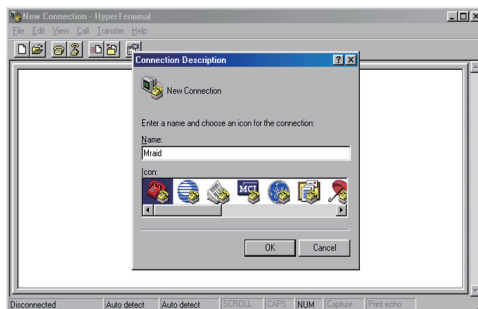 New Connection - HyperTerminal
File Edit View Call Transfer Help
Connection Description
New Connection
Enter a name and choose an icon for the connection:
Name:
Mraid
Icon:
MCI
OK Cancel
Disconnected Auto detect Auto detect SCROLL CAPS NUM Capture Print echo